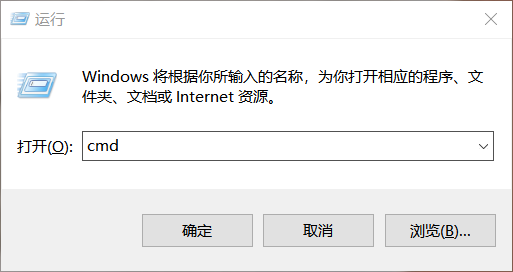 运行
Windows 将根据你所输入的名称，为你打开相应的程序、文
件夹、文档或 Internet 资源。
打开(O): cmd
确定 取消 浏览(B)...